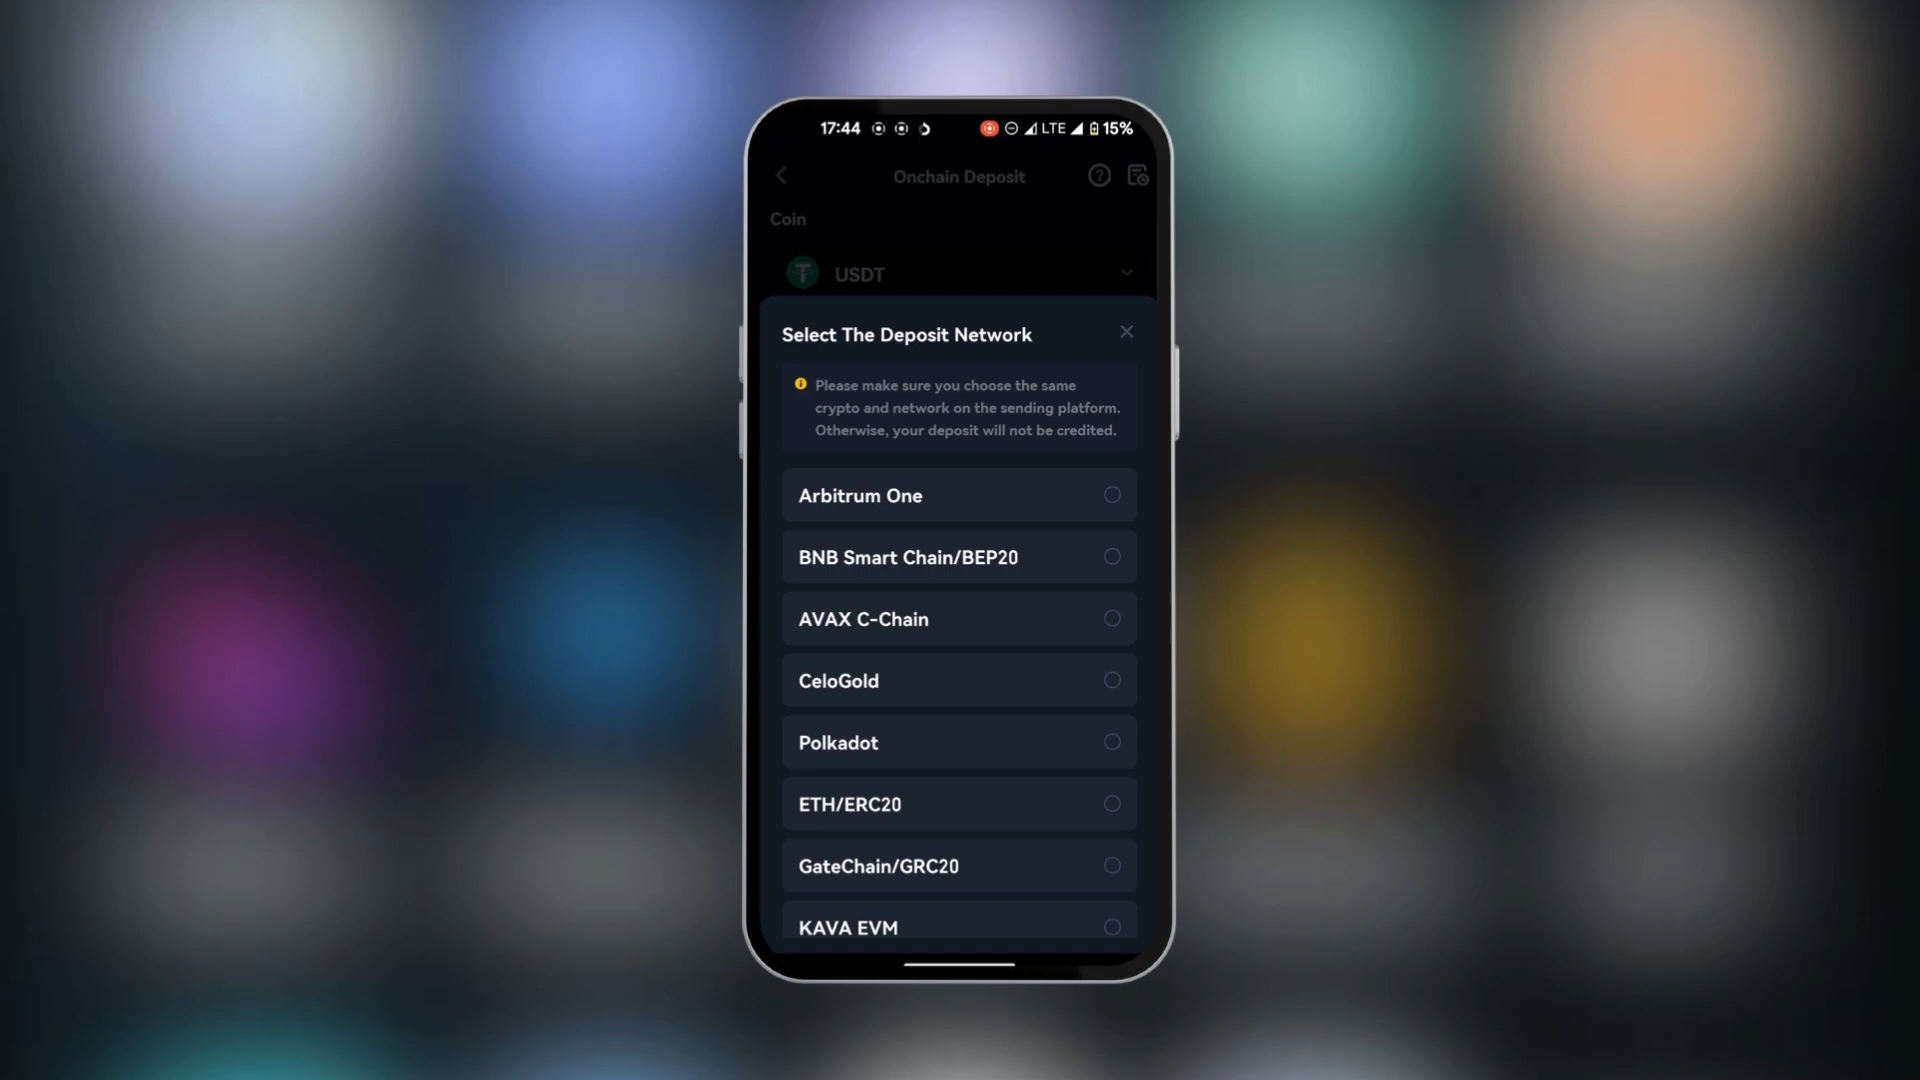 17:44 LTE 15%
Onchain Deposit
Coin
USDT
Select The Deposit Network
Please make sure you choose the same
crypto and network on the sending platform.
Otherwise, your deposit will not be credited.
Arbitrum One
BNB Smart Chain/BEP20
AVAX C-Chain
CeloGold
Polkadot
ETH/ERC20
GateChain/GRC20
KAVA EVM